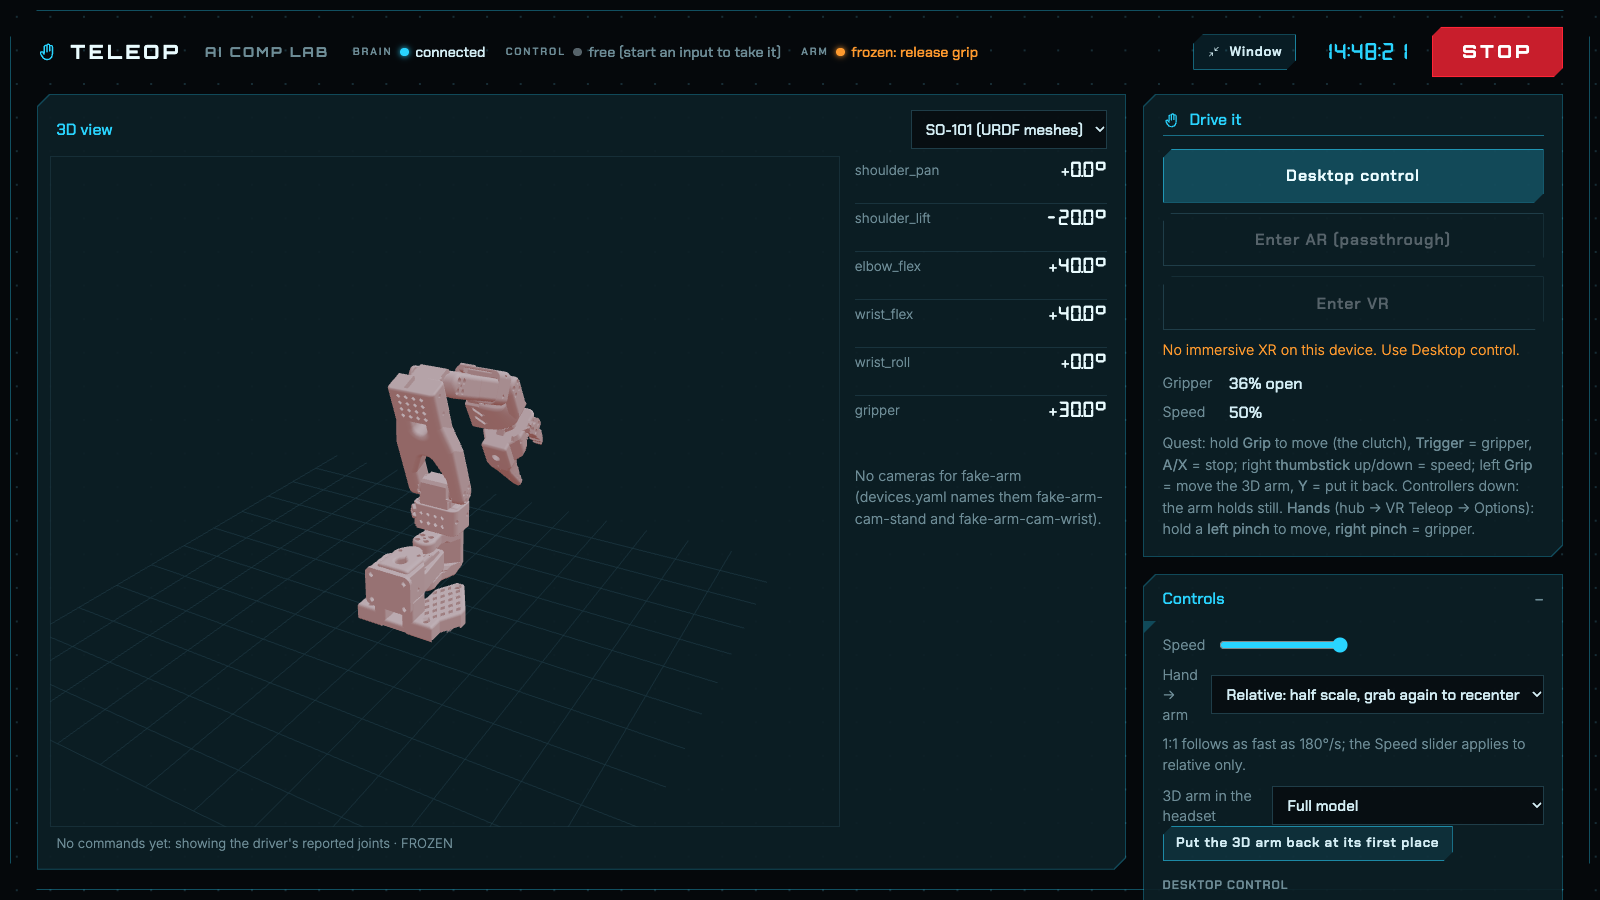 TELEOP AI COMP LAB BRAIN connected CONTROL free (start an input to take it) ARM frozen: release grip Window 14:48:21 STOP
3D view SO-101 (URDF meshes)
shoulder_pan +0.0°
shoulder_lift -20.0°
elbow_flex +40.0°
wrist_flex +40.0°
wrist_roll +0.0°
gripper +30.0°
No cameras for fake-arm
(devices.yaml names them fake-arm-
cam-stand and fake-arm-cam-wrist).
No commands yet: showing the driver's reported joints · FROZEN
Drive it
Desktop control
Enter AR (passthrough)
Enter VR
No immersive XR on this device. Use Desktop control.
Gripper 36% open
Speed 50%
Quest: hold Grip to move (the clutch), Trigger = gripper,
A/X = stop; right thumbstick up/down = speed; left Grip
= move the 3D arm, Y = put it back. Controllers down:
the arm holds still. Hands (hub → VR Teleop → Options):
hold a left pinch to move, right pinch = gripper.
Controls −
Speed
Hand
→
arm
Relative: half scale, grab again to recenter
1:1 follows as fast as 180°/s; the Speed slider applies to
relative only.
3D arm in the
headset
Full model
Put the 3D arm back at its first place
DESKTOP CONTROL